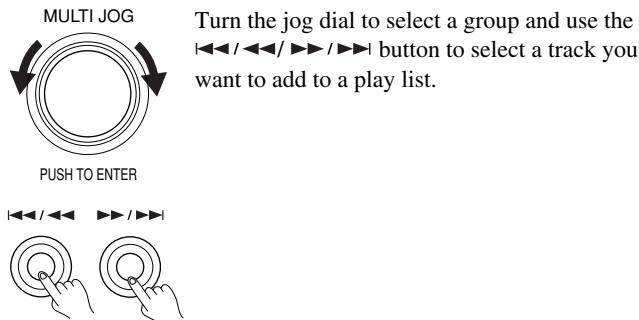 MULTI JOG
Turn the jog dial to select a group and use the
|◀◀/◀◀/ ▶▶/▶▶| button to select a track you
want to add to a play list.
PUSH TO ENTER
|◀◀/◀◀ ▶▶/▶▶|